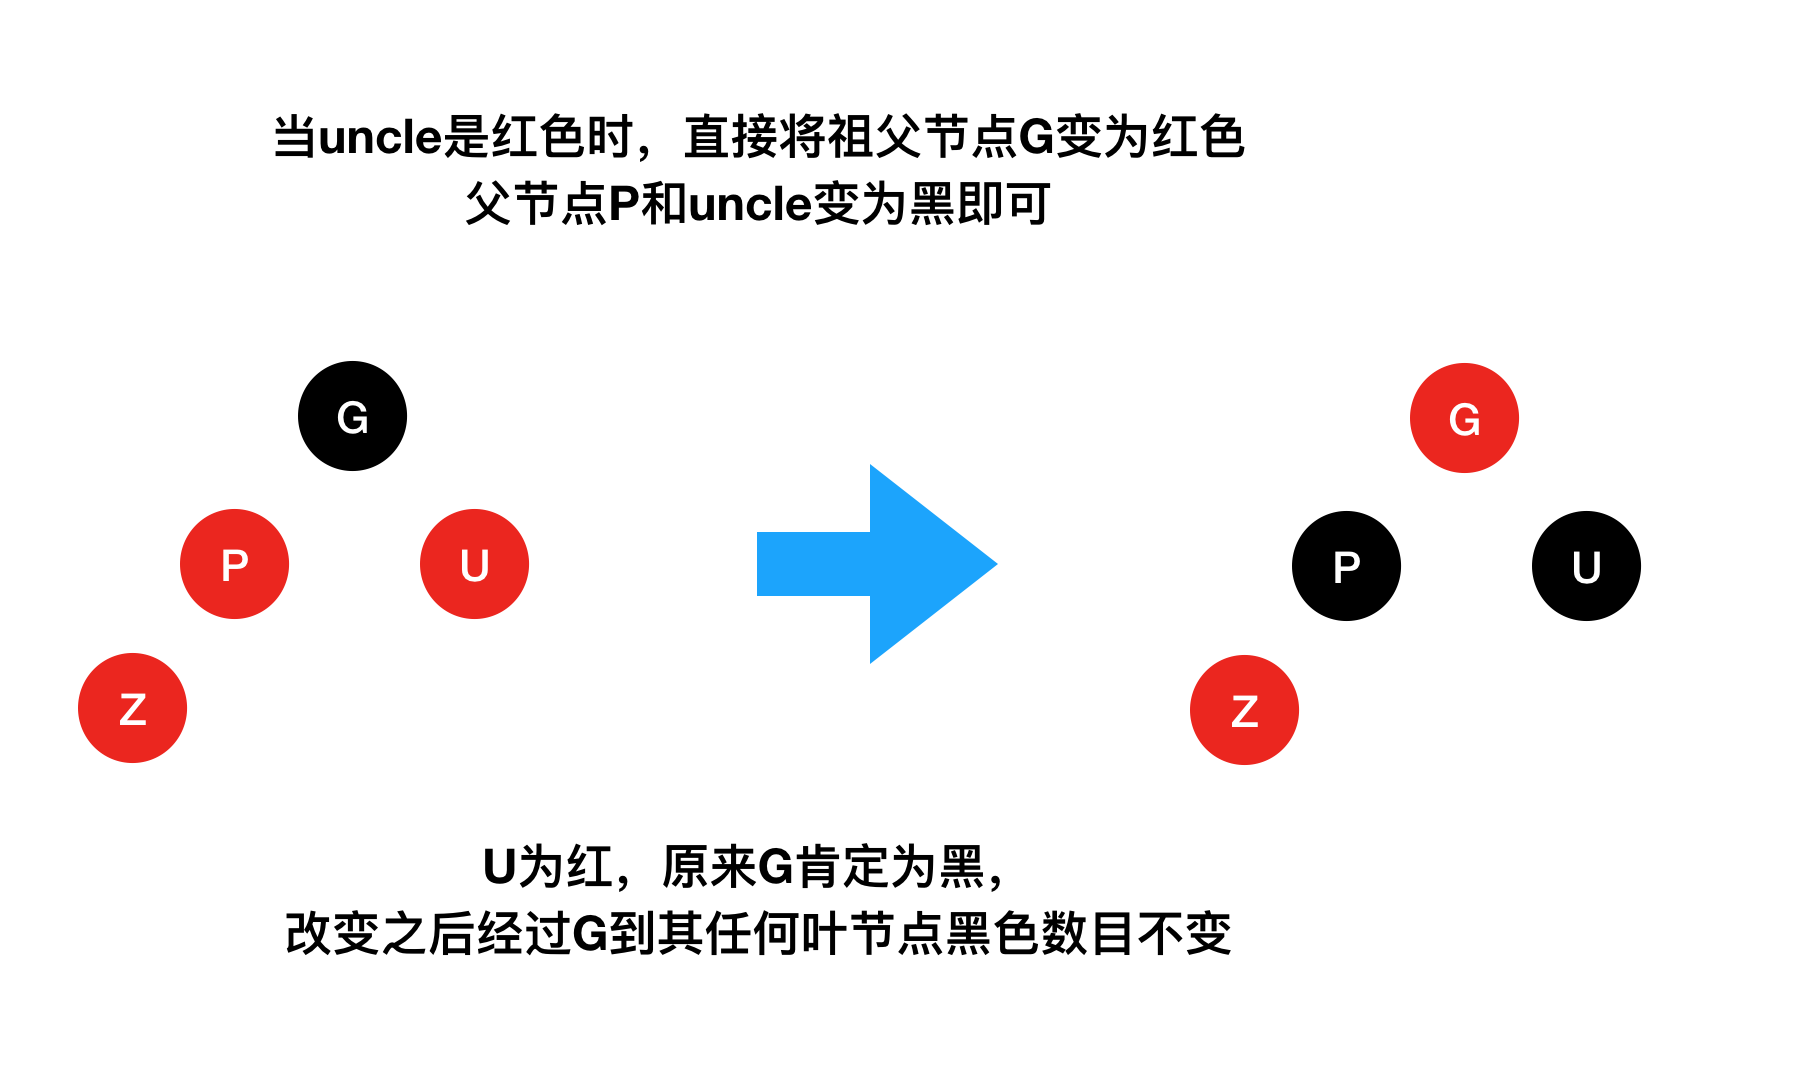 当uncle是红色时，直接将祖父节点G变为红色
父节点P和uncle变为黑即可
G
G
P
U
P
U
Z
Z
U为红，原来G肯定为黑，
改变之后经过G到其任何叶节点黑色数目不变